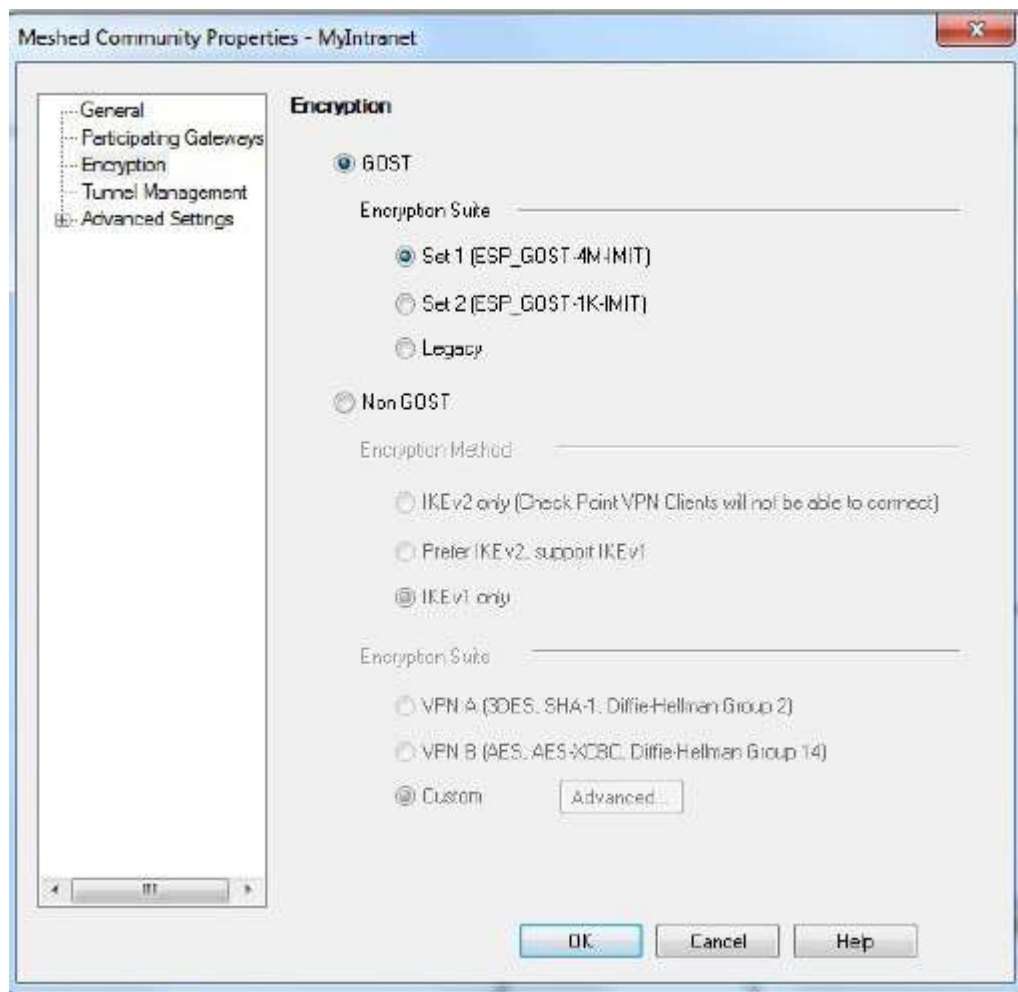 Meshed Community Properties - MyIntranet
General
Participating Gateways
Encryption
Tunnel Management
Advanced Settings
Encryption
GOST
Encryption Suite
Set 1 (ESP_GOST-4M-IMIT)
Set 2 (ESP_GOST-1K-IMIT)
Legacy
Non GOST
Encryption Method
IKEv2 only (Check Point VPN Clients will not be able to connect)
Prefer IKEv2, support IKEv1
IKEv1 only
Encryption Suite
VPN A (3DES, SHA-1, Diffie-Hellman Group 2)
VPN B (AES, AES-XCBC, Diffie-Hellman Group 14)
Custom
Advanced...
OK
Cancel
Help